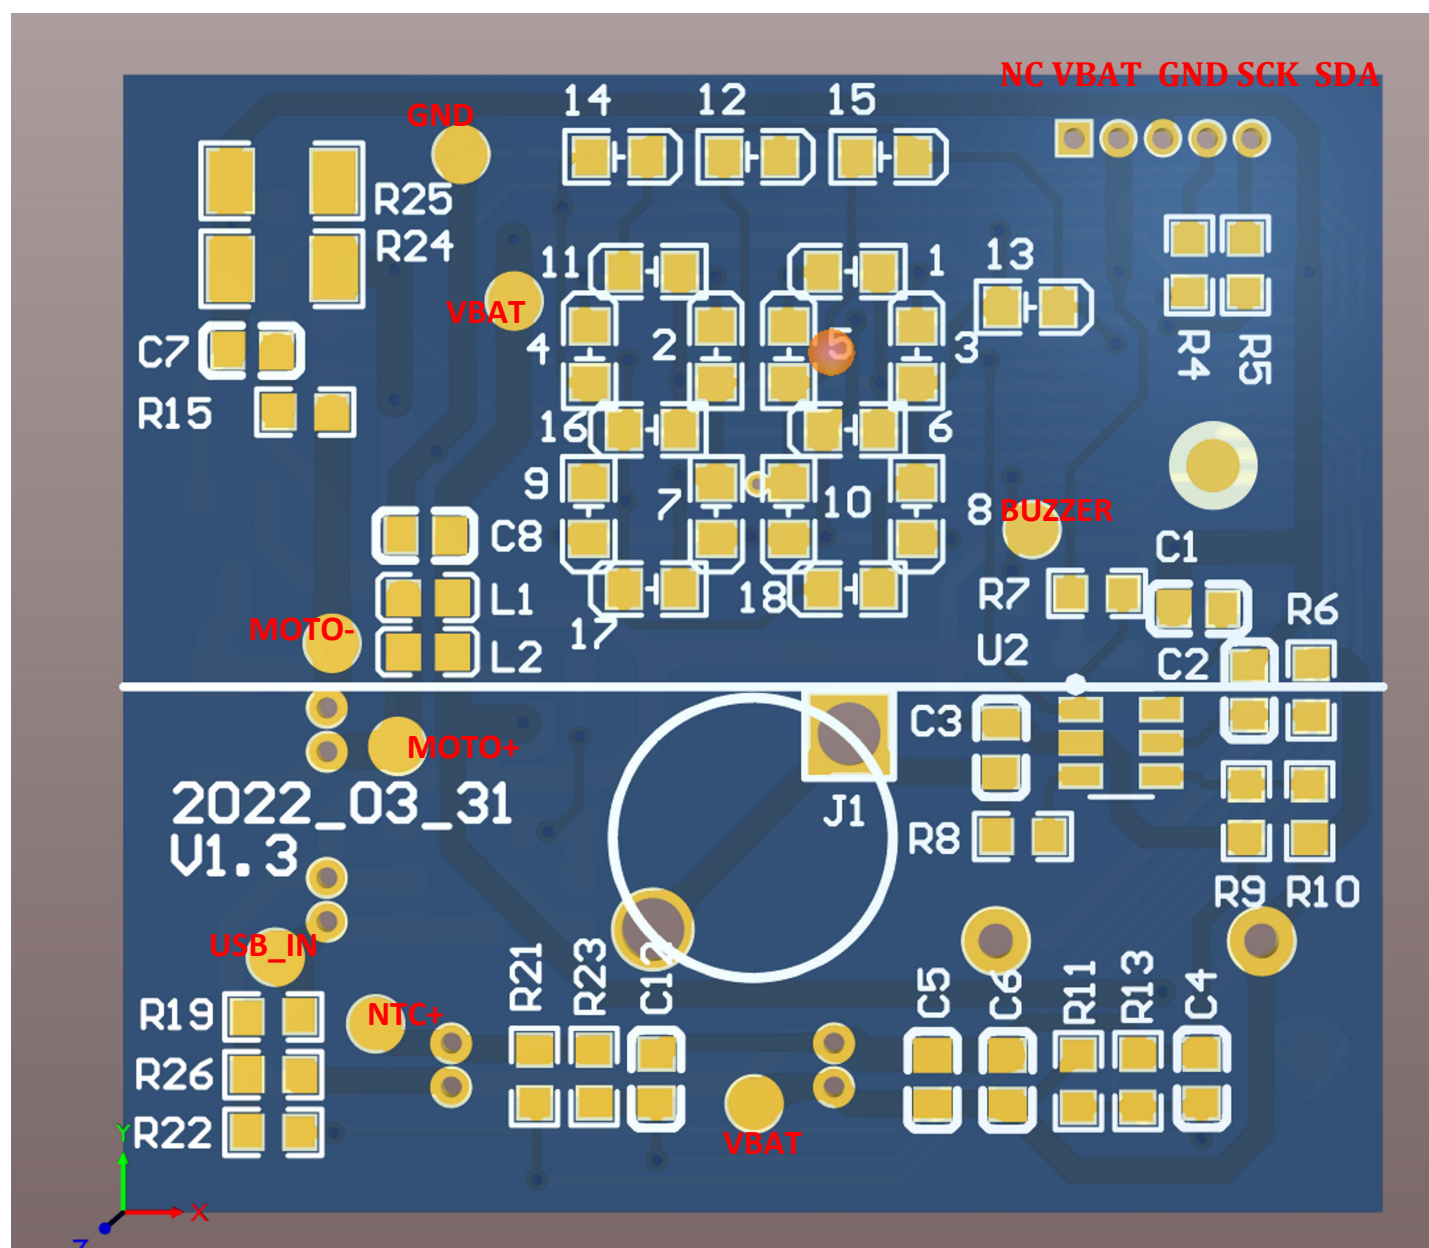 NC VBAT GND SCK SDA
14 12 15
GND
R25
R24
11 1 13
VBAT
C7
4 2 5 3
R4 R5
R15
16 6
9 7 10 8
BUZZER
C8
C1
L1
R7
R6
18
MOTO-
17
U2
L2
C2
C3
MOTO+
2022_03_31
J1
V1.3
R8
R9 R10
USB_IN
R21 R23 C12
C5 C6 R11 R13 C4
R19
NTC+
R26
R22
VBAT
Y
X
Z